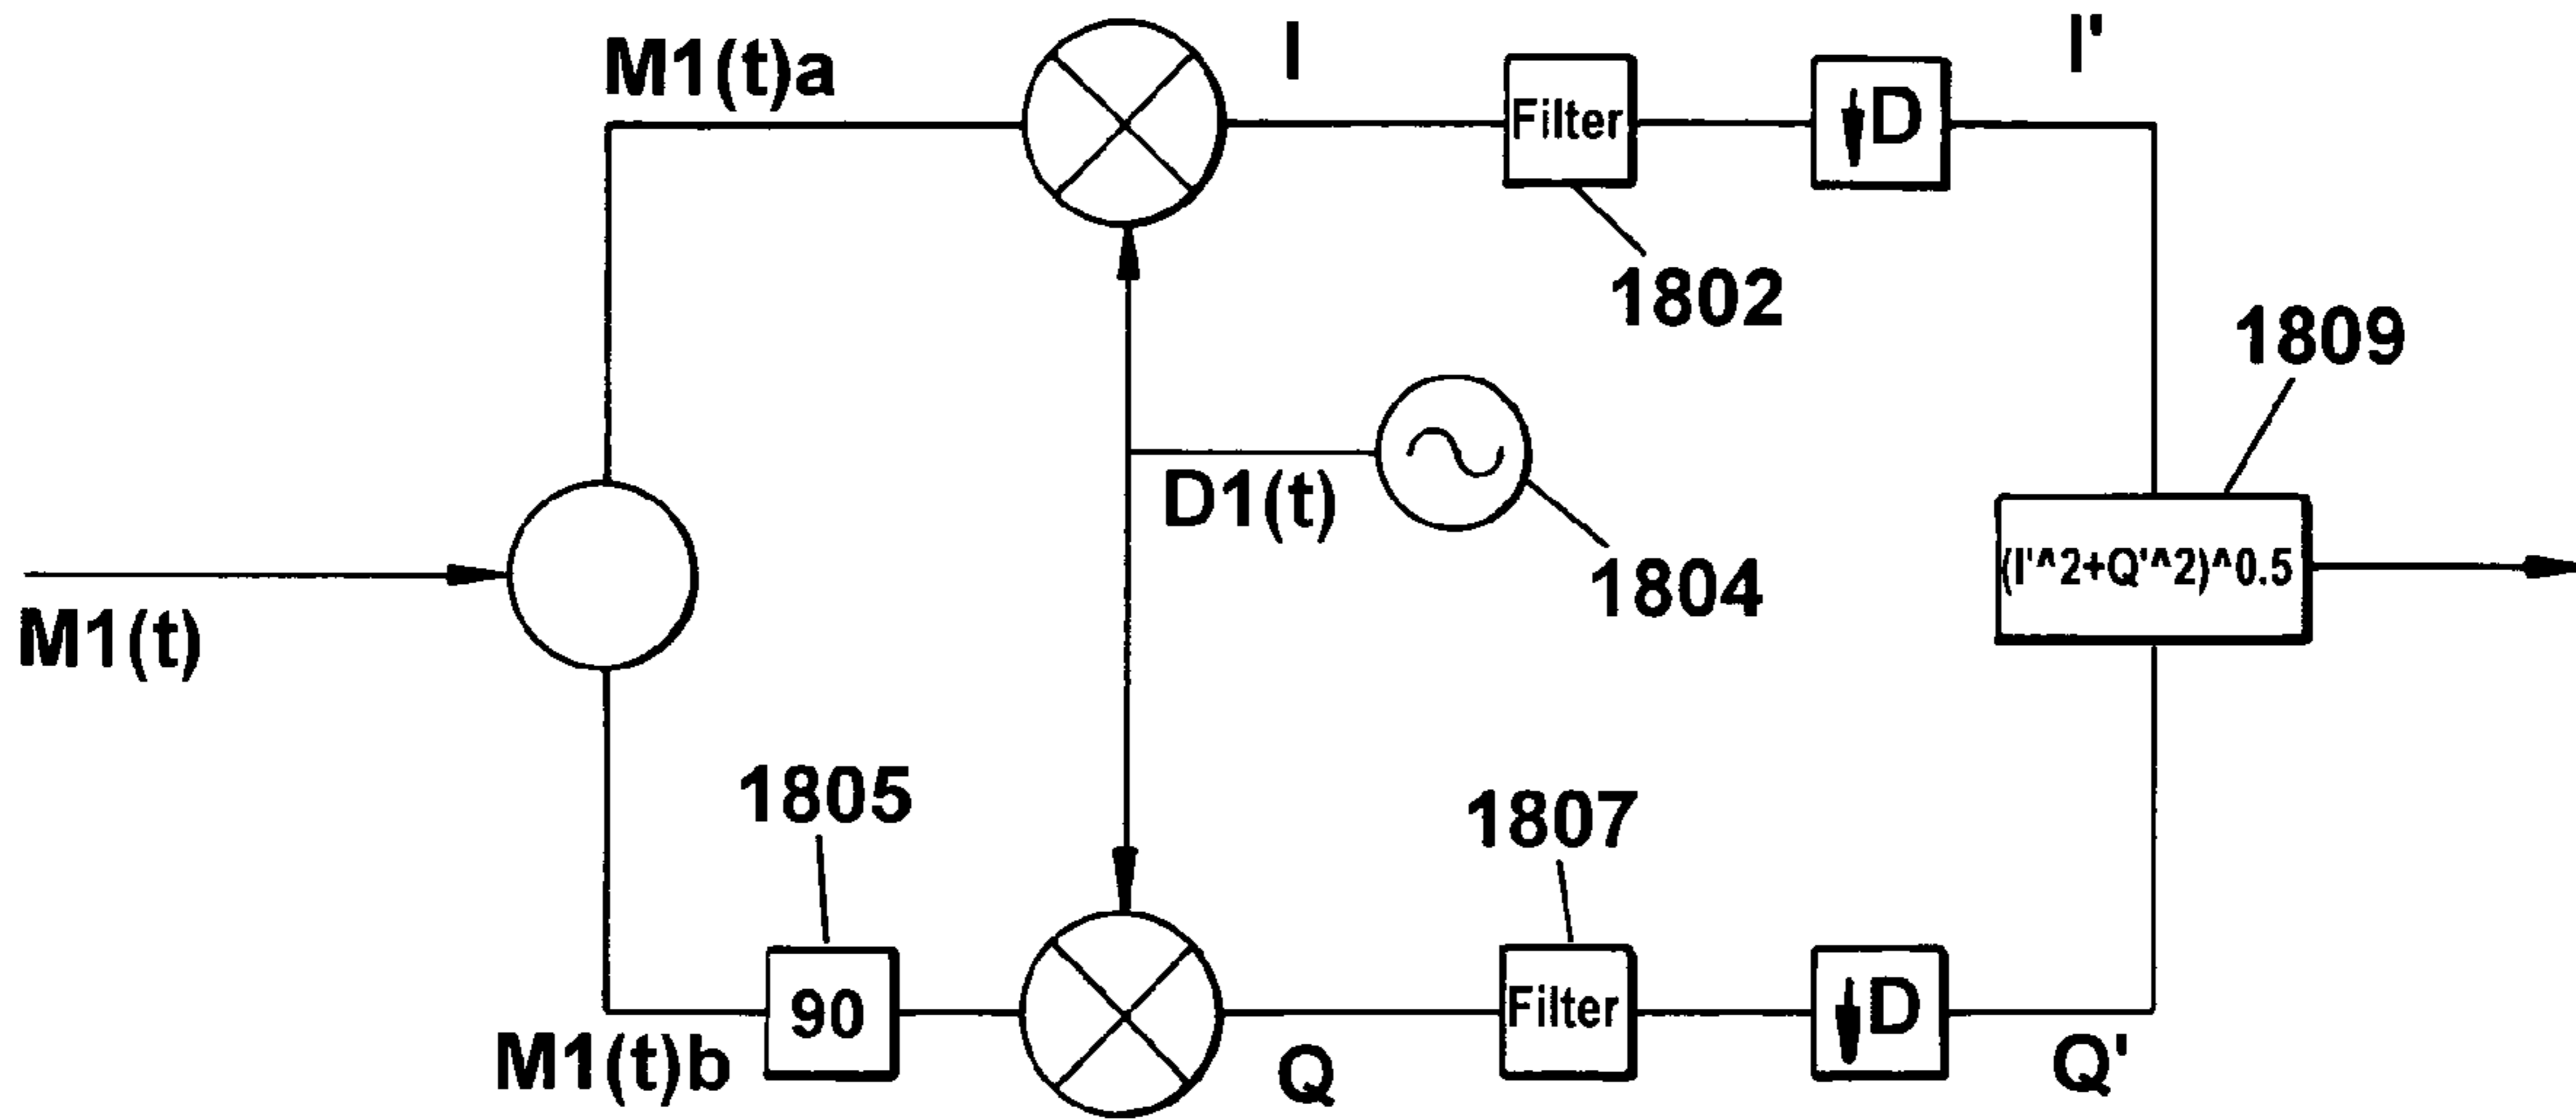 M1(t)a
I
Filter
D
I'
1802
1809
D1(t)
1804
(I'^2+Q'^2)^0.5
M1(t)
1805
1807
90
Filter
D
M1(t)b
Q
Q'